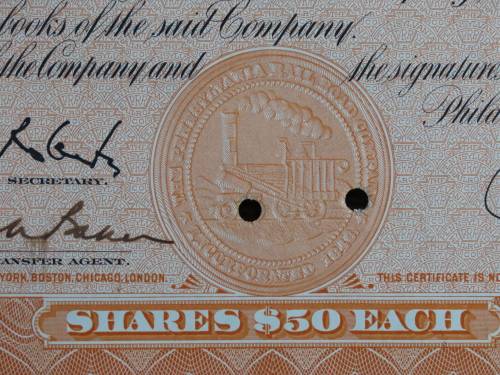 books of the said Company.
the Company and the signature
Phila
SECRETARY.
Baker
TRANSFER AGENT.
YORK, BOSTON, CHICAGO, LONDON.
THIS CERTIFICATE IS NO
SHARES $50 EACH